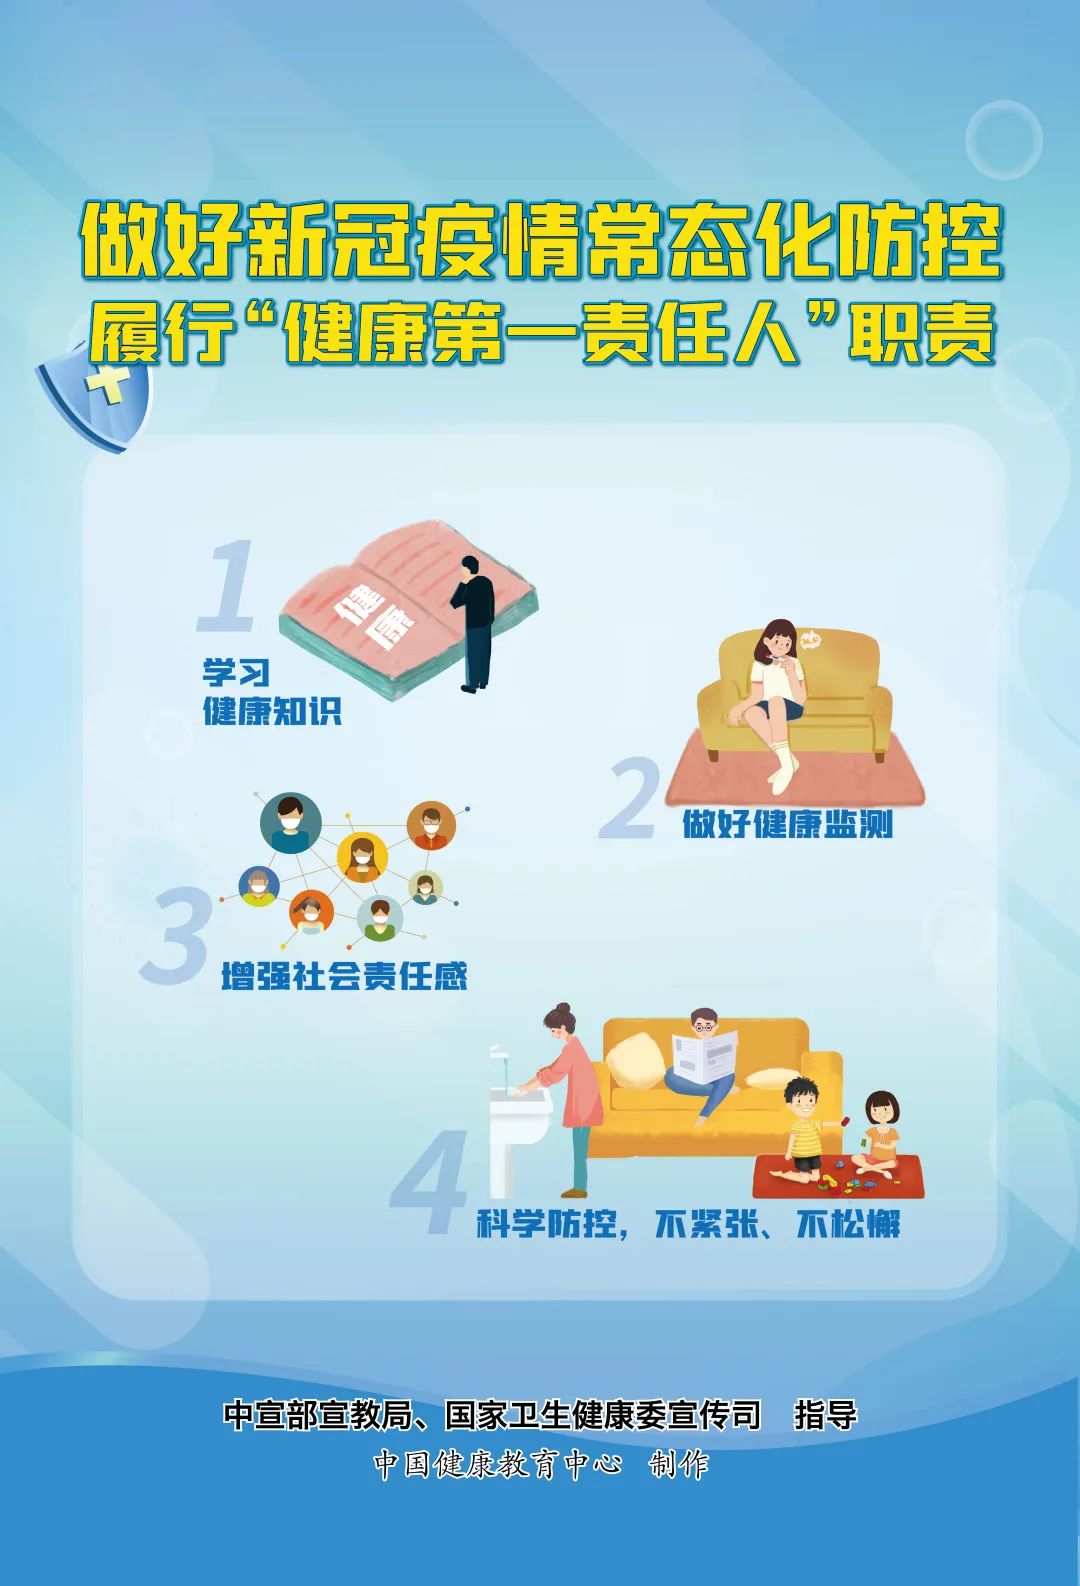 做好新冠疫情常态化防控
履行“健康第一责任人”职责
1
健
康
学习
健康知识
36.5℃
2
做好健康监测
3
增强社会责任感
4
科学防控，不紧张、不松懈
中宣部宣教局、国家卫生健康委宣传司　指导
中国健康教育中心　制作